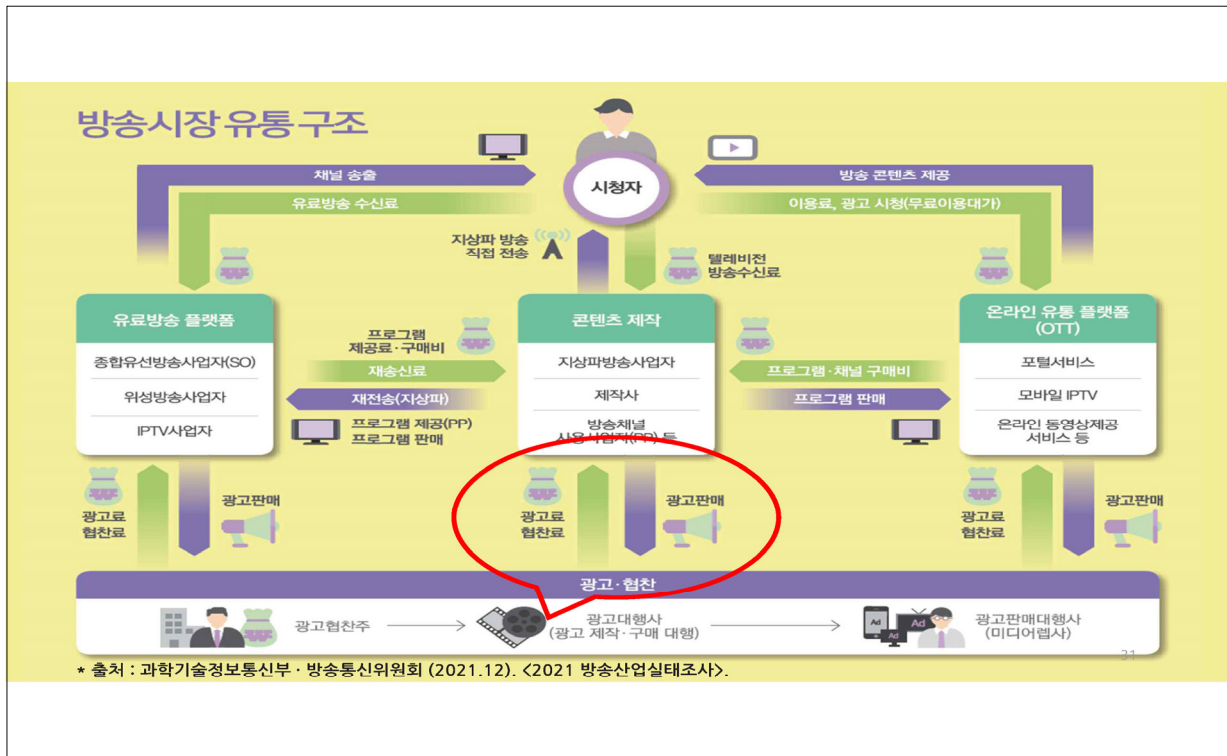 방송시장 유통 구조
채널 송출
방송 콘텐츠 제공
시청자
유료방송 수신료
이용료, 광고 시청(무료이용대가)
지상파 방송
직접 전송
텔레비전
방송수신료
유료방송 플랫폼
종합유선방송사업자(SO)
위성방송사업자
IPTV사업자
프로그램
제공료·구매비
재송신료
재전송(지상파)
프로그램 제공(PP)
프로그램 판매
콘텐츠 제작
지상파방송사업자
제작사
방송채널
사용사업자(PP) 등
프로그램·채널 구매비
프로그램 판매
온라인 유통 플랫폼
(OTT)
포털서비스
모바일 IPTV
온라인 동영상제공
서비스 등
광고료
협찬료
광고판매
광고료
협찬료
광고판매
광고료
협찬료
광고판매
광고·협찬
광고협찬주
광고대행사
(광고 제작·구매 대행)
Ad
Ad
Ad
광고판매대행사
(미디어렙사)
31
* 출처 : 과학기술정보통신부 · 방송통신위원회 (2021.12). <2021 방송산업실태조사>.